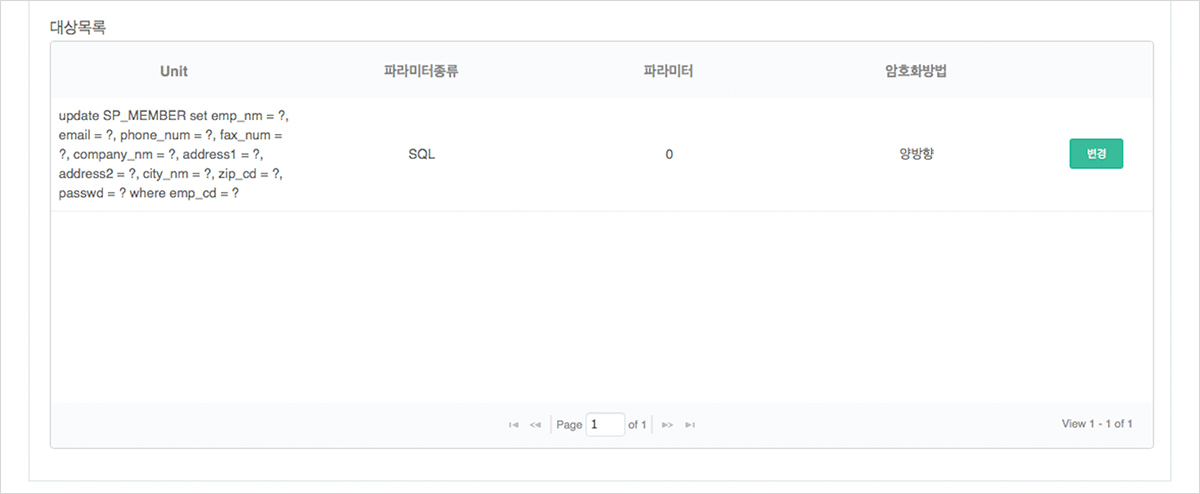 대상목록
Unit 파라미터종류 파라미터 암호화방법
update SP_MEMBER set emp_nm = ?,
email = ?, phone_num = ?, fax_num =
?, company_nm = ?, address1 = ?,
address2 = ?, city_nm = ?, zip_cd = ?,
passwd = ? where emp_cd = ?
SQL 0 양방향 변경
Page 1 of 1 View 1 - 1 of 1